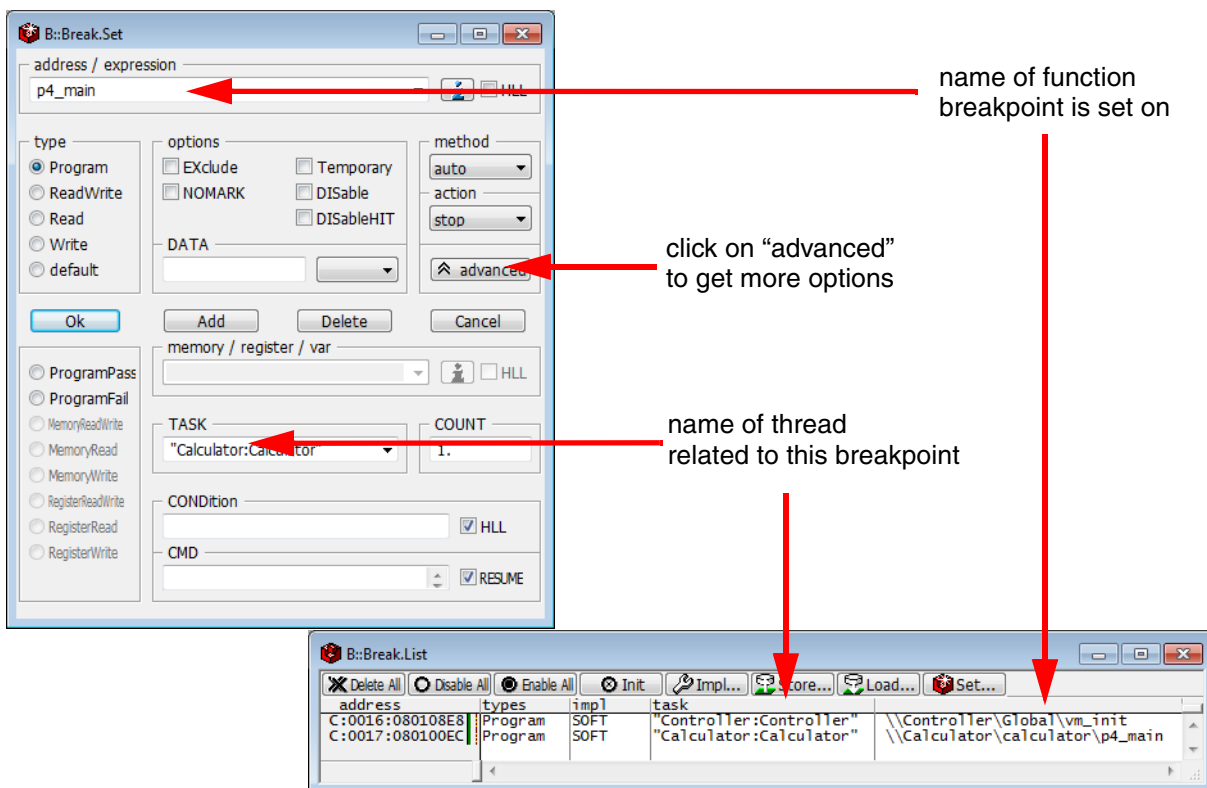 B::Break.Set
address / expression
p4_main
HLL
name of function
breakpoint is set on
type
options
method
Program
EXclude
Temporary
auto
ReadWrite
NOMARK
DISable
action
Read
DISableHIT
stop
Write
DATA
default
advanced
click on “advanced”
to get more options
Ok
Add
Delete
Cancel
memory / register / var
ProgramPass
HLL
ProgramFail
MemoryReadWrite
TASK
COUNT
MemoryRead
"Calculator:Calculator"
1.
name of thread
related to this breakpoint
MemoryWrite
RegisterReadWrite
CONDition
RegisterRead
HLL
RegisterWrite
CMD
RESUME
B::Break.List
Delete All Disable All Enable All Init Impl... Store... Load... Set...
address types impl task
C:0016:080108E8 Program SOFT "Controller:Controller" \\Controller\Global\vm_init
C:0017:080100EC Program SOFT "Calculator:Calculator" \\Calculator\calculator\p4_main